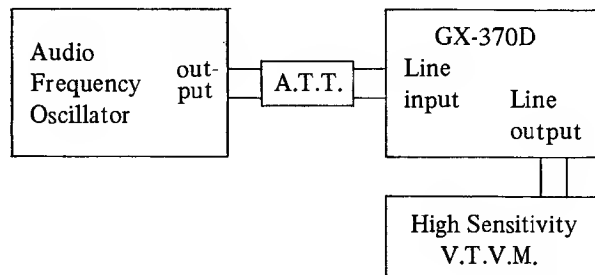 Audio
Frequency
Oscillator
out-
put
A.T.T.
GX-370D
Line
input
Line
output
High Sensitivity
V.T.V.M.